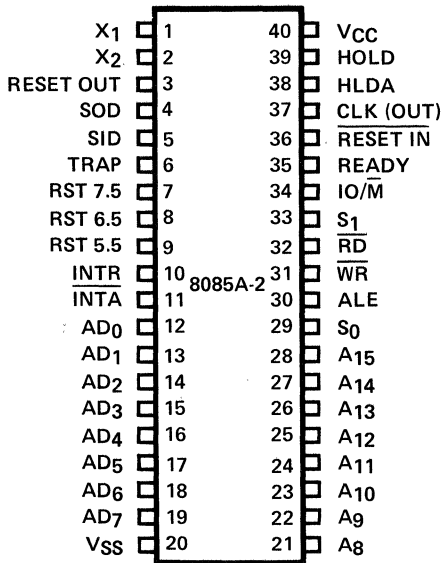 X1 1 40 VCC
X2 2 39 HOLD
RESET OUT 3 38 HLDA
SOD 4 37 CLK (OUT)
SID 5 36 RESET IN
TRAP 6 35 READY
RST 7.5 7 34 IO/M
RST 6.5 8 33 S1
RST 5.5 9 32 RD
INTR 10 8085A-2 31 WR
INTA 11 30 ALE
AD0 12 29 S0
AD1 13 28 A15
AD2 14 27 A14
AD3 15 26 A13
AD4 16 25 A12
AD5 17 24 A11
AD6 18 23 A10
AD7 19 22 A9
VSS 20 21 A8